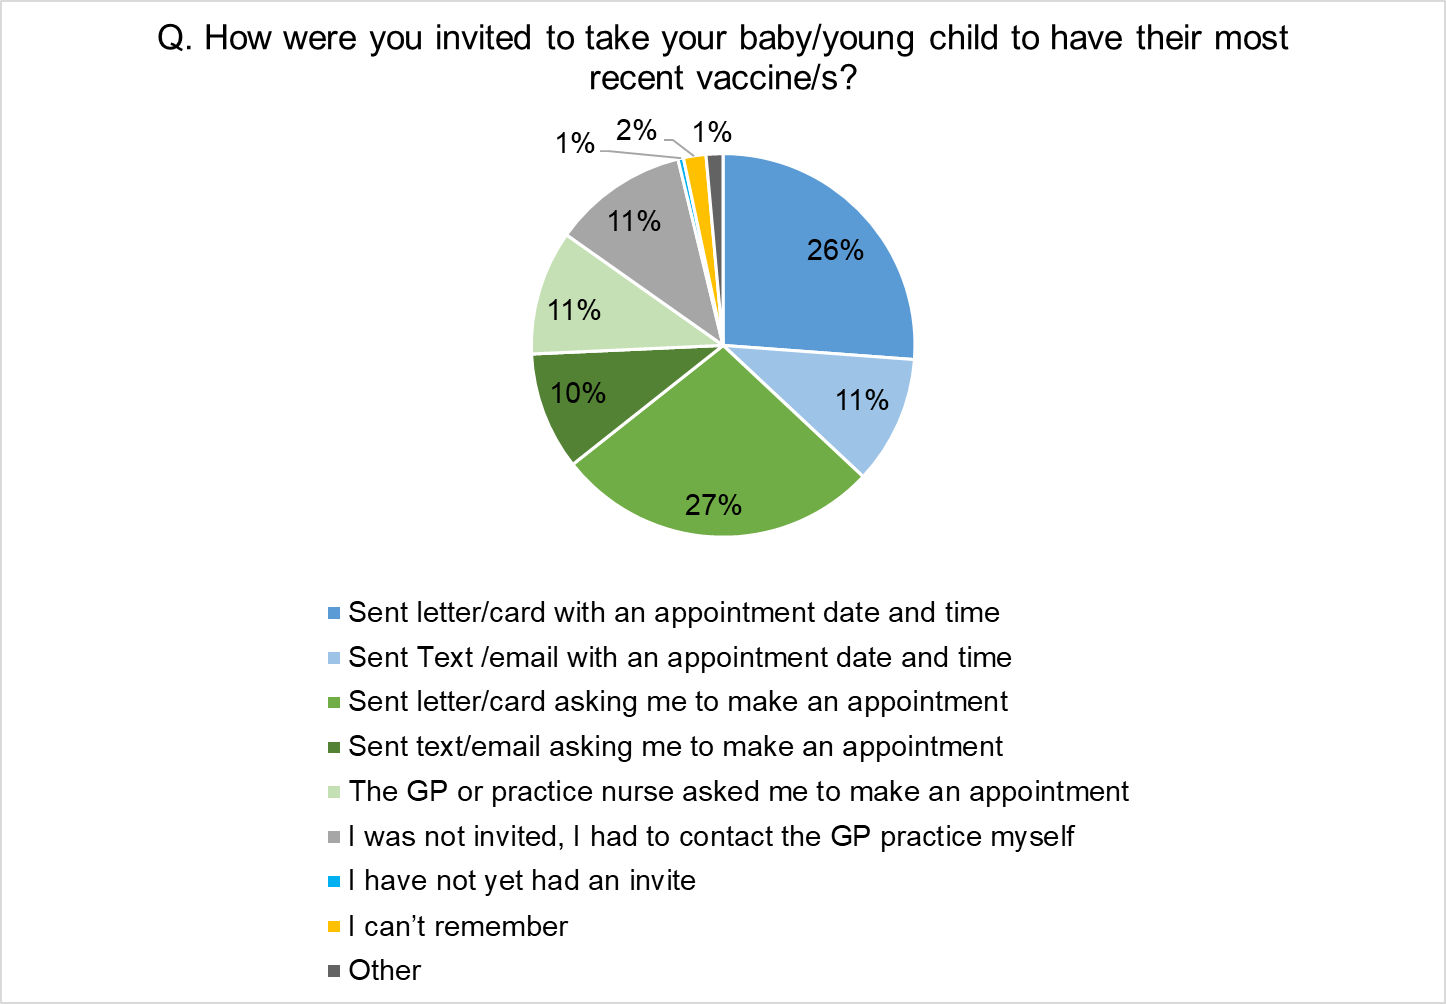 Q. How were you invited to take your baby/young child to have their most
recent vaccine/s?
1%
2%
1%
26%
11%
11%
11%
10%
27%
Sent letter/card with an appointment date and time
Sent Text /email with an appointment date and time
Sent letter/card asking me to make an appointment
Sent text/email asking me to make an appointment
The GP or practice nurse asked me to make an appointment
I was not invited, I had to contact the GP practice myself
I have not yet had an invite
I can’t remember
Other